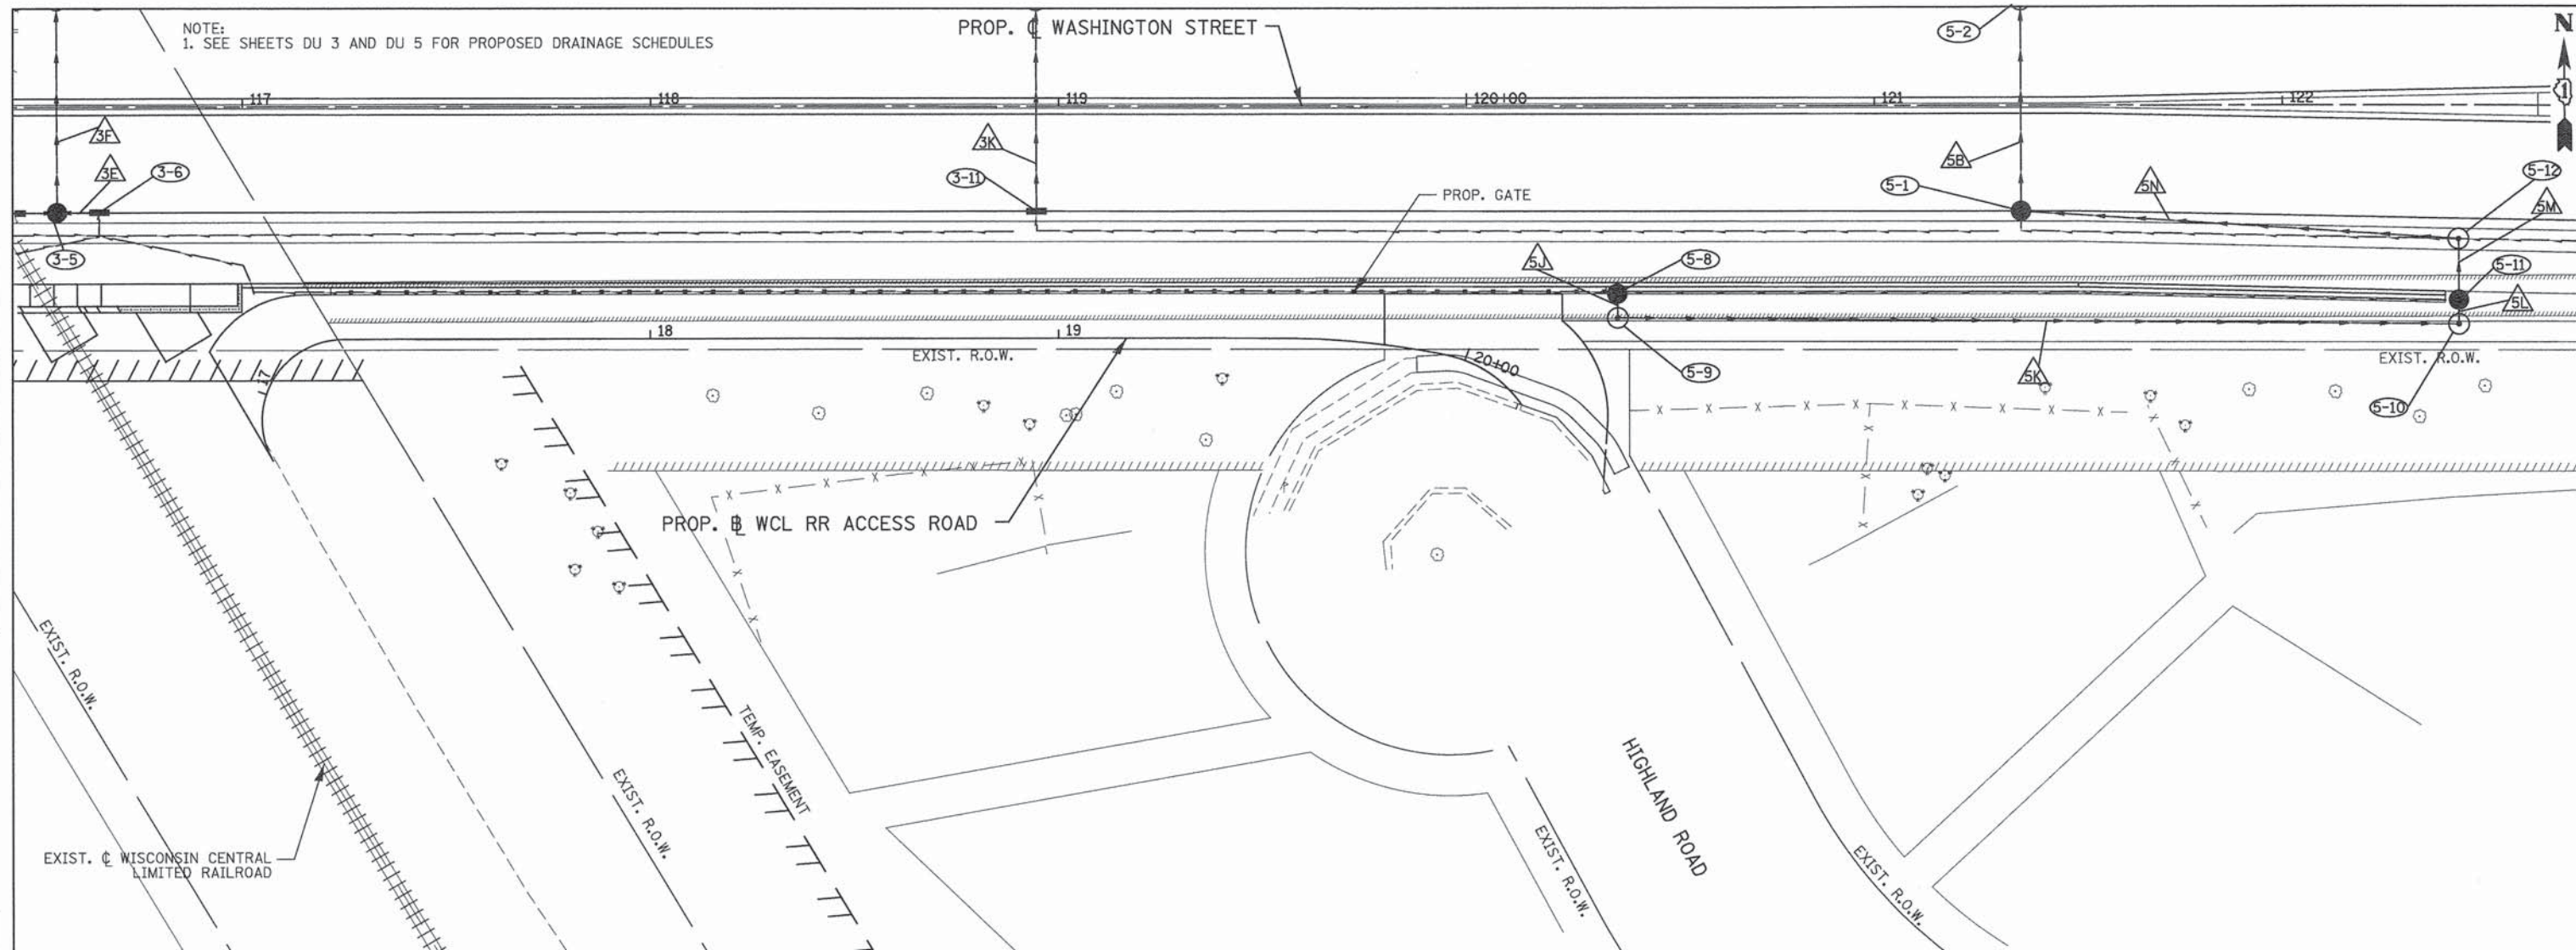 NOTE:
1. SEE SHEETS DU 3 AND DU 5 FOR PROPOSED DRAINAGE SCHEDULES
PROP. ℄ WASHINGTON STREET
5-2
N
1
117
118
119
120+00
121
122
3F
3E
3-6
3K
3-11
5B
5-1
5N
5-12
5M
PROP. GATE
3-5
5J
5-8
5-11
5L
18
19
20+00
17
EXIST. R.O.W.
5-9
5K
EXIST. R.O.W.
5-10
PROP. B WCL RR ACCESS ROAD
EXIST. R.O.W.
TEMP. EASEMENT
EXIST. R.O.W.
HIGHLAND ROAD
EXIST. R.O.W.
EXIST. R.O.W.
EXIST. ℄ WISCONSIN CENTRAL
LIMITED RAILROAD